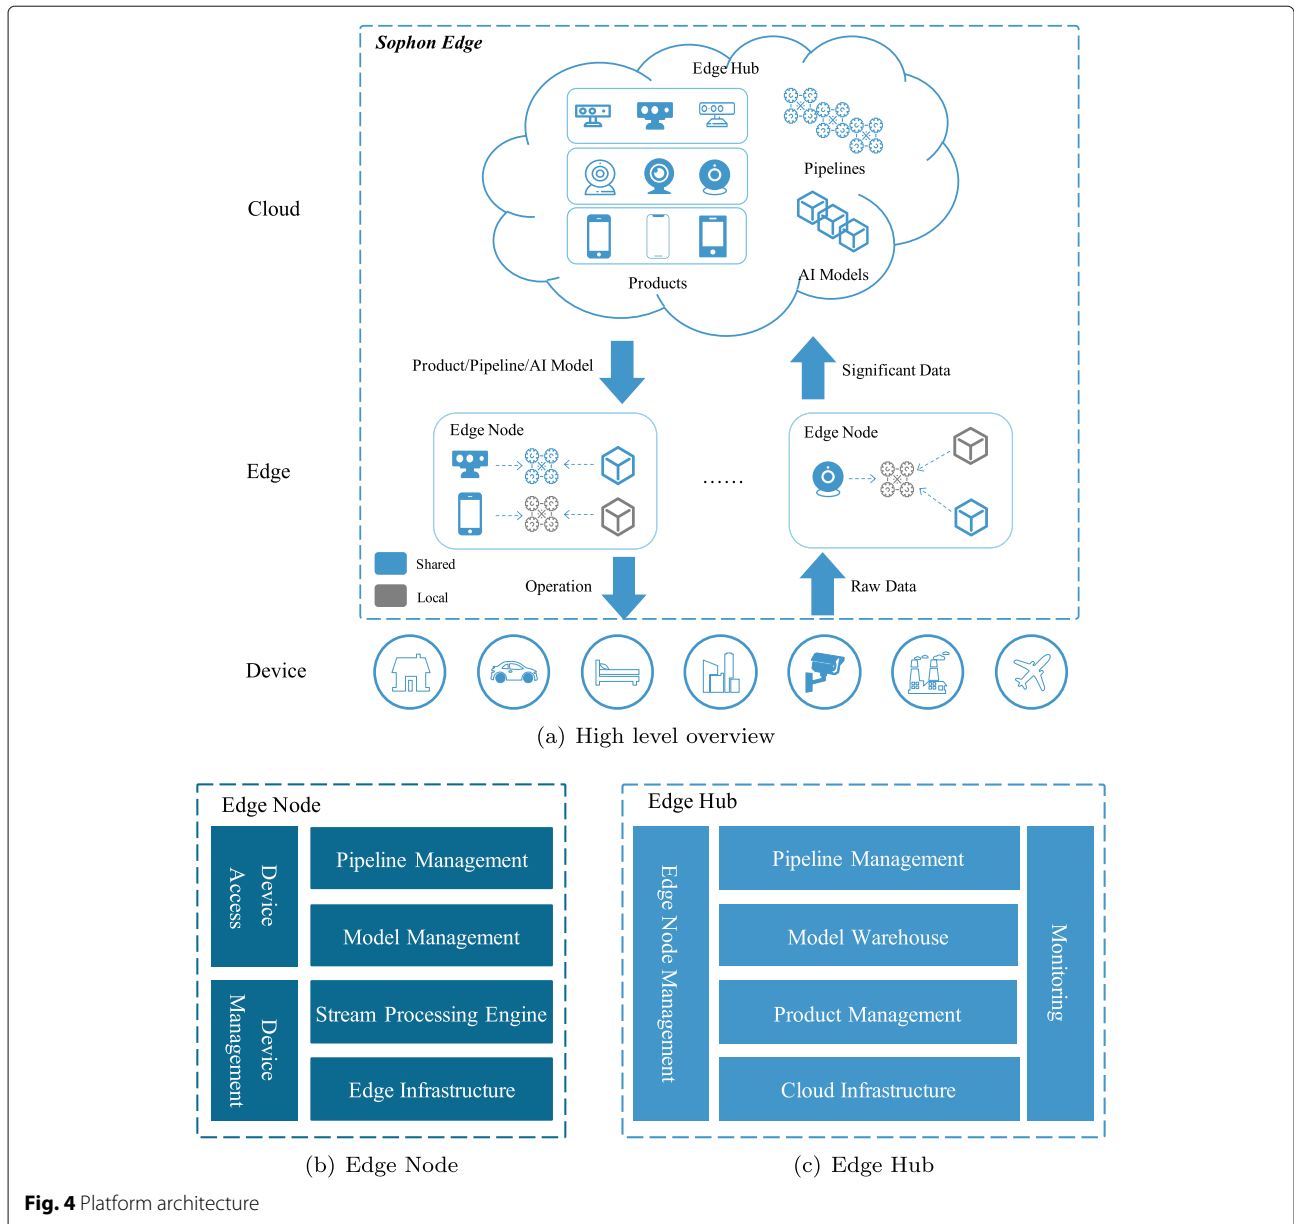 Sophon Edge
Edge Hub
Pipelines
Cloud
AI Models
Products
Product/Pipeline/AI Model
Significant Data
Edge Node
Edge Node
Edge
......
Shared
Local
Operation
Raw Data
Device
(a) High level overview
Edge Node
Device Access
Pipeline Management
Model Management
Device Management
Stream Processing Engine
Edge Infrastructure
(b) Edge Node
Edge Hub
Edge Node Management
Pipeline Management
Model Warehouse
Product Management
Cloud Infrastructure
Monitoring
(c) Edge Hub
Fig. 4 Platform architecture